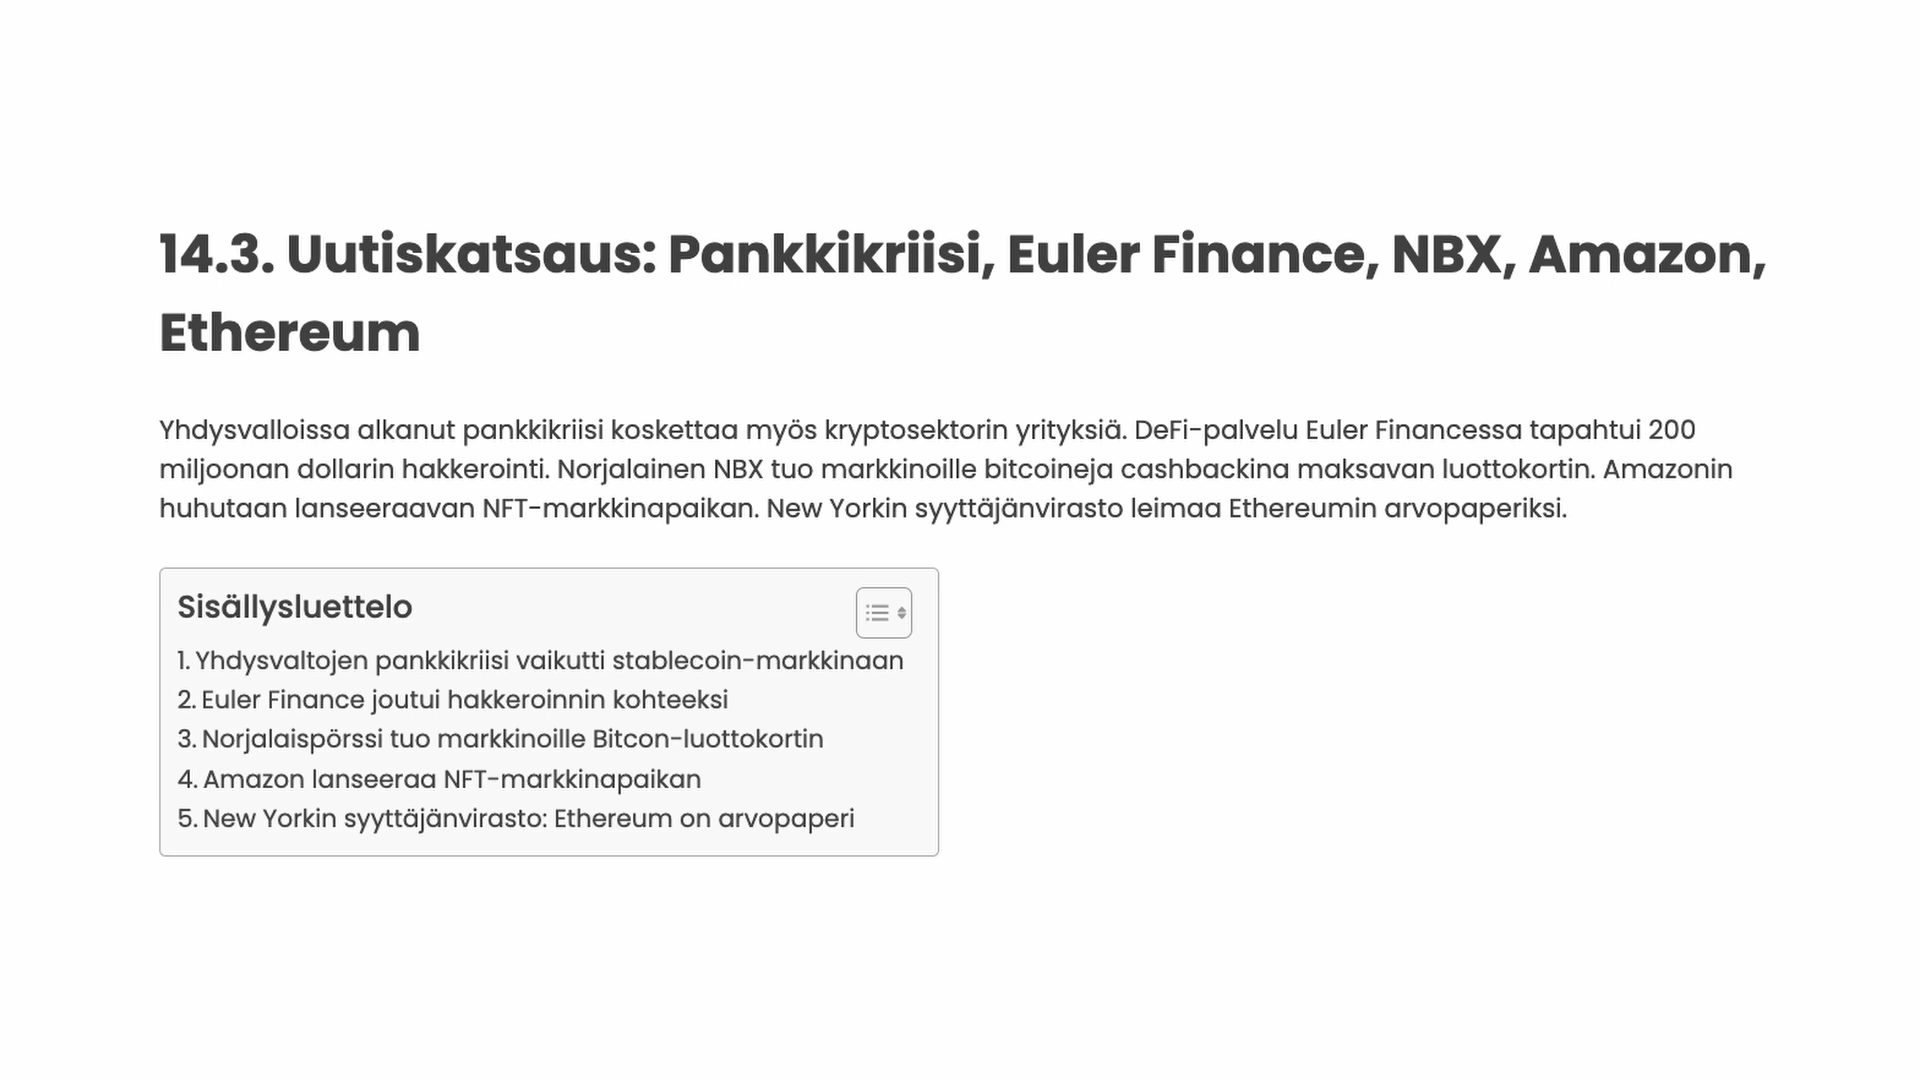 14.3. Uutiskatsaus: Pankkikriisi, Euler Finance, NBX, Amazon,
Ethereum
Yhdysvalloissa alkanut pankkikriisi koskettaa myös kryptosektorin yrityksiä. DeFi-palvelu Euler Financessa tapahtui 200
miljoonan dollarin hakkerointi. Norjalainen NBX tuo markkinoille bitcoineja cashbackina maksavan luottokortin. Amazonin
huhutaan lanseeraavan NFT-markkinapaikan. New Yorkin syyttäjänvirasto leimaa Ethereumin arvopaperiksi.
Sisällysluettelo
1. Yhdysvaltojen pankkikriisi vaikutti stablecoin-markkinaan
2. Euler Finance joutui hakkeroinnin kohteeksi
3. Norjalaispörssi tuo markkinoille Bitcon-luottokortin
4. Amazon lanseeraa NFT-markkinapaikan
5. New Yorkin syyttäjänvirasto: Ethereum on arvopaperi